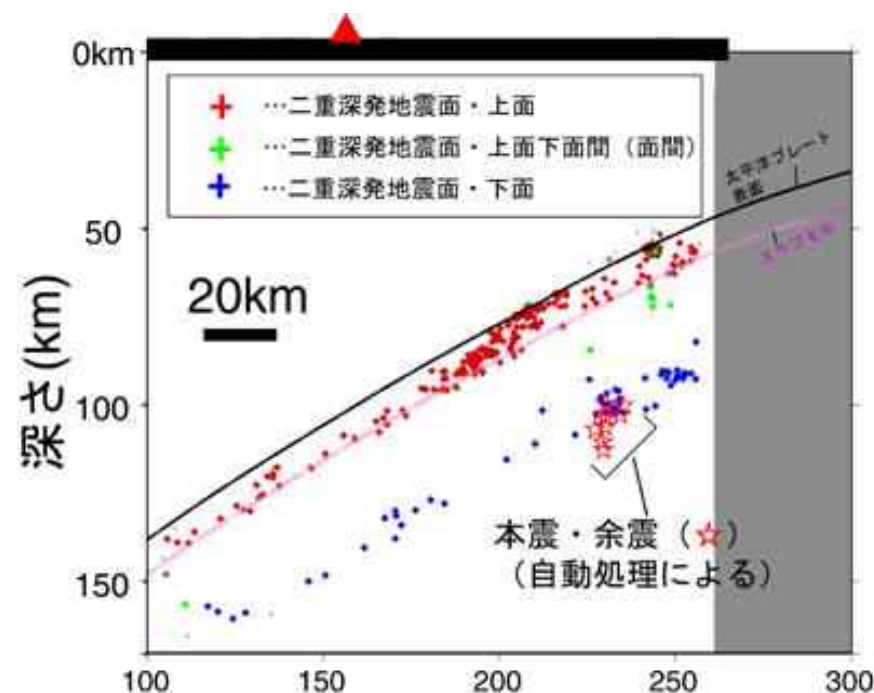 0km
…二重深発地震面・上面
…二重深発地震面・上面下面間（面間）
…二重深発地震面・下面
太平洋プレート
表面
50
20km
深さ(km)
100
本震・余震（☆）
（自動処理による）
150
100
150
200
250
300